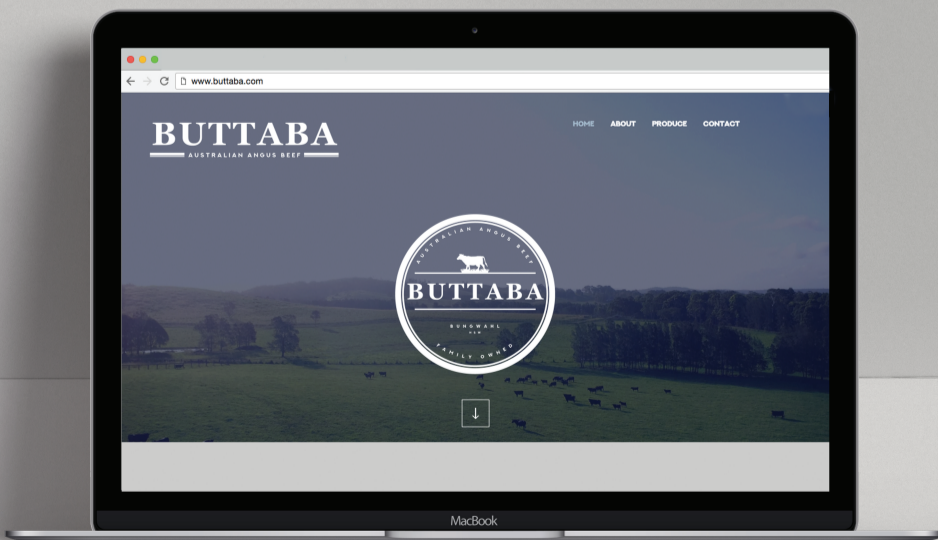 www.buttaba.com
BUTTABA
AUSTRALIAN ANGUS BEEF
HOME ABOUT PRODUCE CONTACT
AUSTRALIAN ANGUS BEEF
BUTTABA
BUNGWAHL
NSW
FAMILY OWNED
MacBook